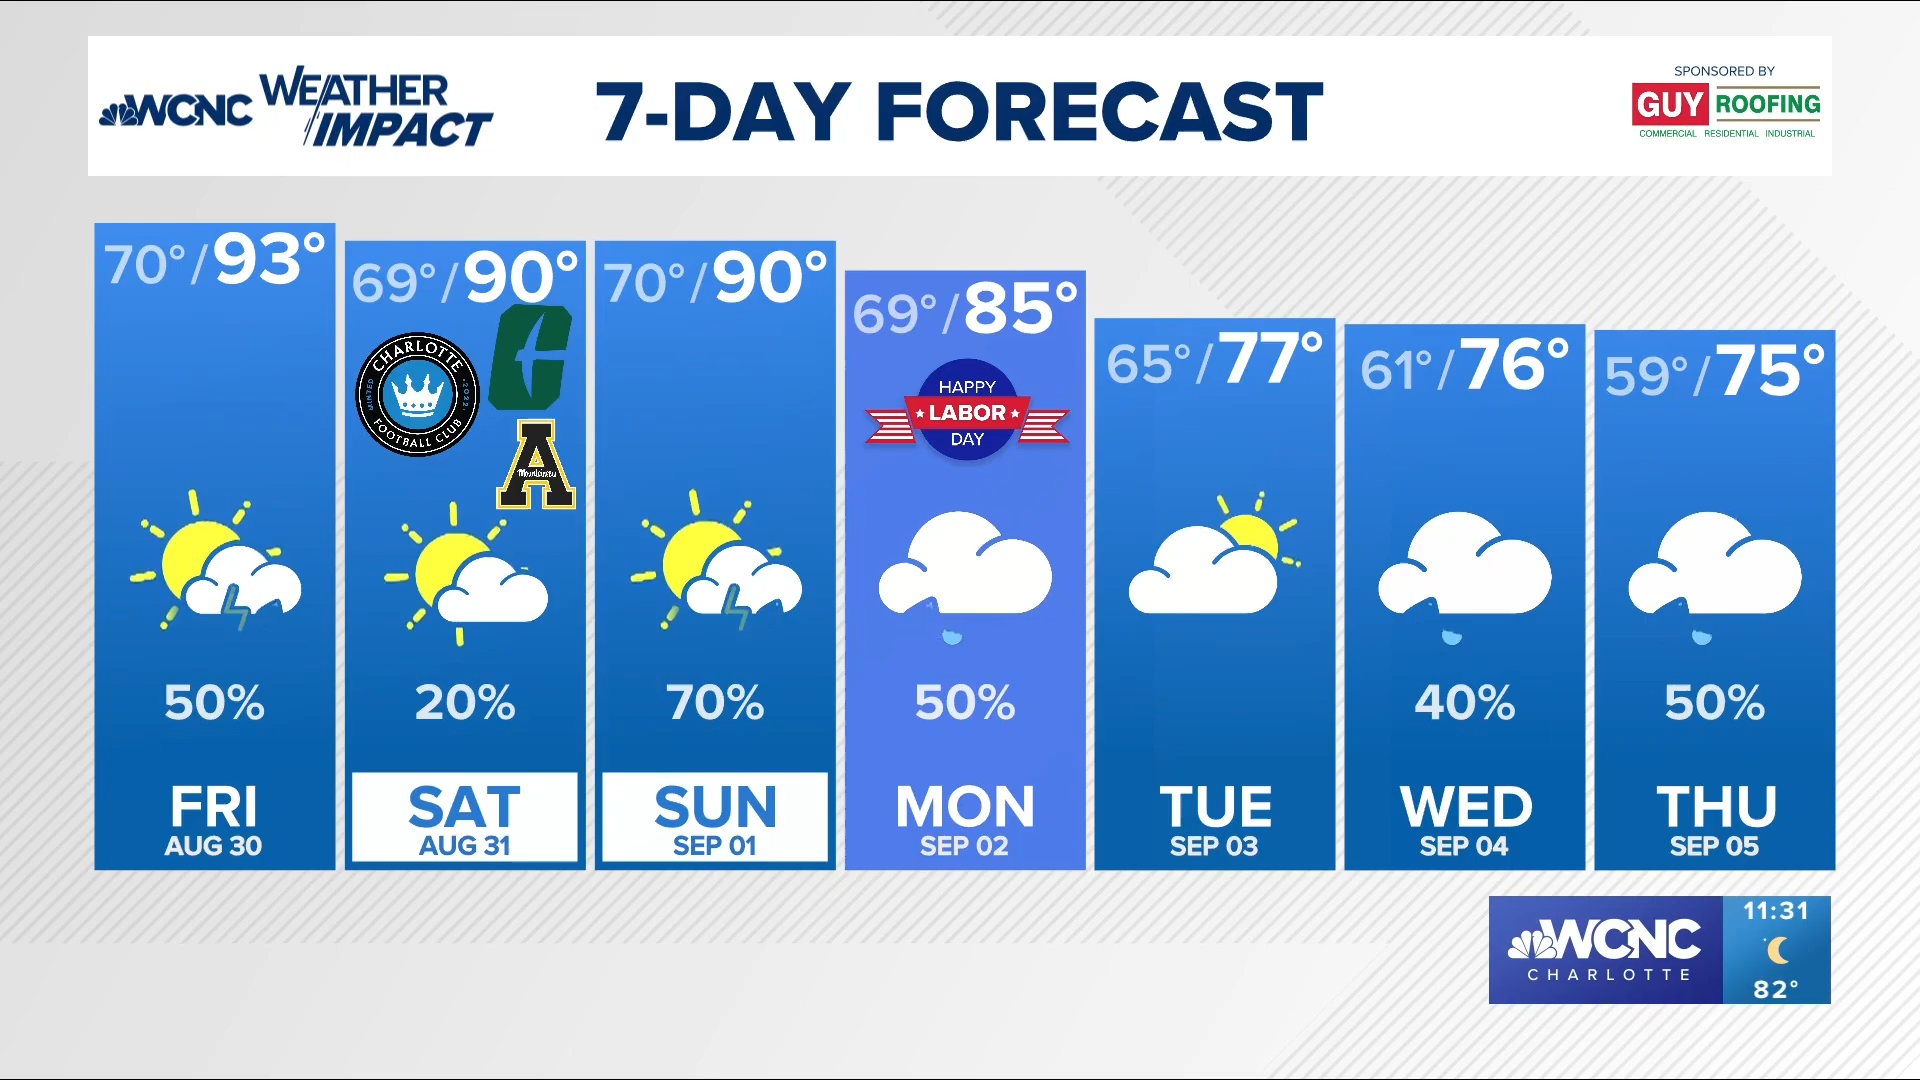 WCNC WEATHER IMPACT
7-DAY FORECAST
SPONSORED BY
GUY ROOFING
COMMERCIAL RESIDENTIAL INDUSTRIAL
70°/93°
50%
FRI
AUG 30
69°/90°
CHARLOTTE
MINTED 2022
FOOTBALL CLUB
C
A
Mountaineers
20%
SAT
AUG 31
70°/90°
70%
SUN
SEP 01
69°/85°
HAPPY
LABOR
DAY
50%
MON
SEP 02
65°/77°
TUE
SEP 03
61°/76°
40%
WED
SEP 04
59°/75°
50%
THU
SEP 05
WCNC
CHARLOTTE
11:31
82°